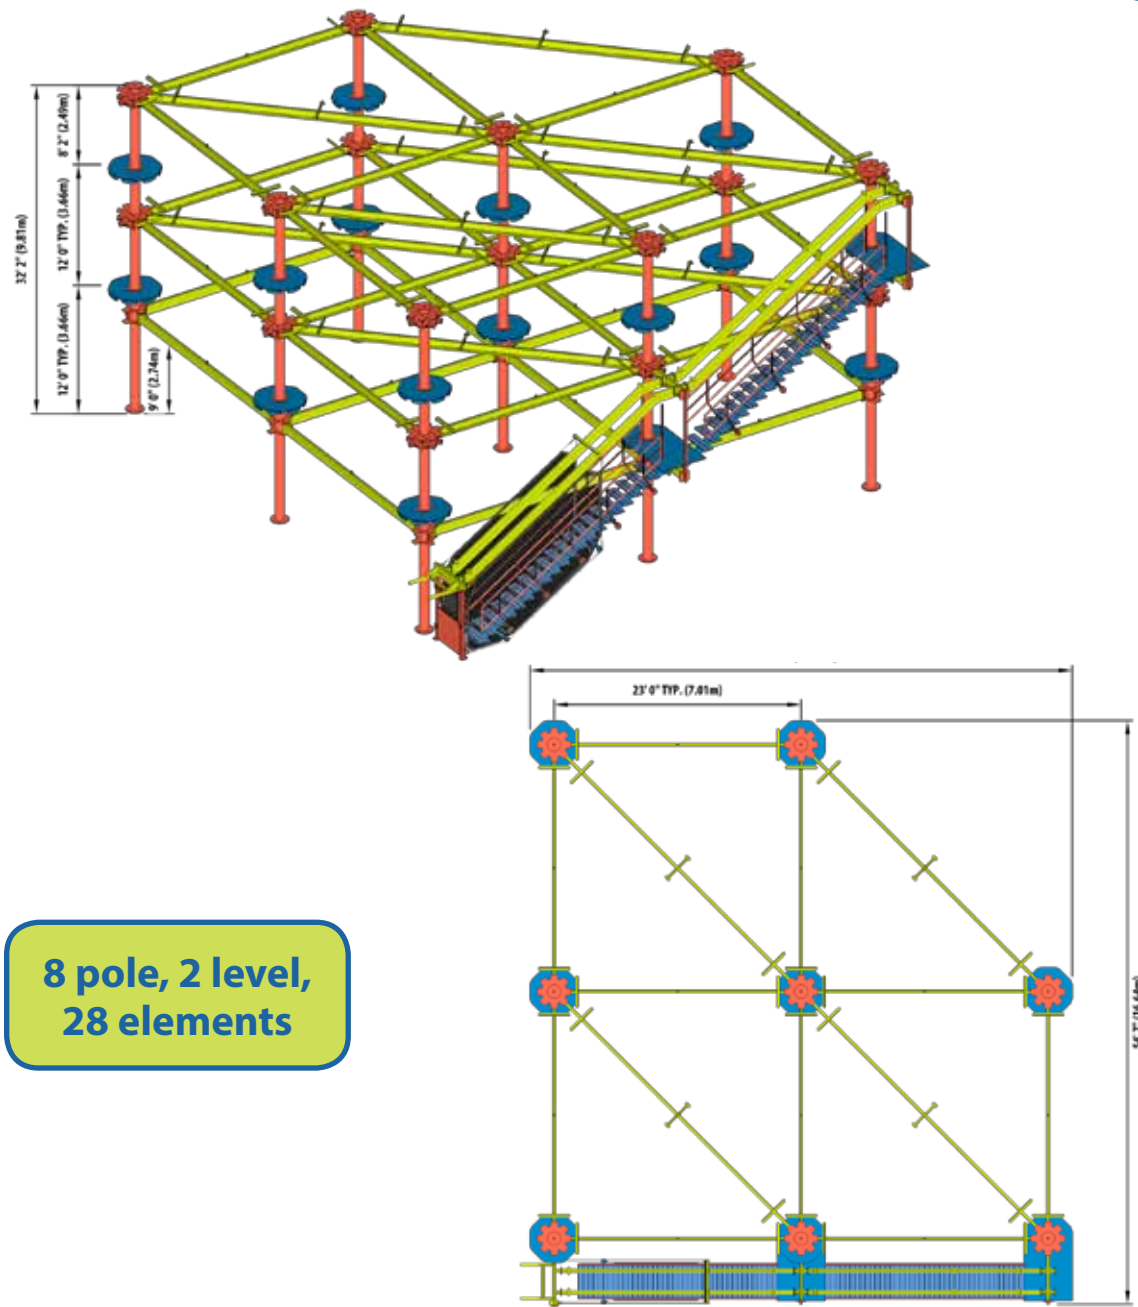 8' 2" (2.49m)
12' 0" TYP. (3.66m)
32' 2" (9.81m)
12' 0" TYP. (3.66m)
9' 0" (2.74m)
23' 0" TYP. (7.01m)
8 pole, 2 level,
28 elements